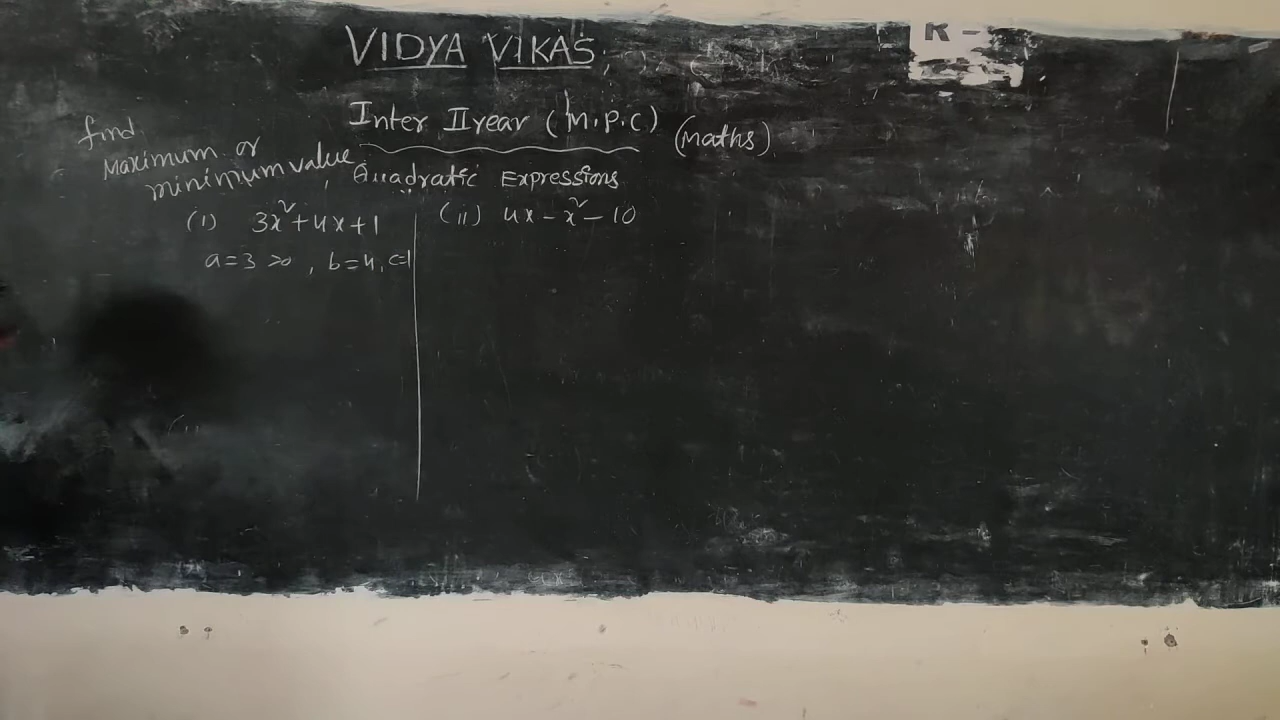 VIDYA VIKAS
R -
Inter II year (M.P.C) (Maths)
find
Maximum or
minimum value
Quadratic Expressions
(i) 3x²+4x+1
(ii) 4x-x²-10
a=3>0, b=4, c=1